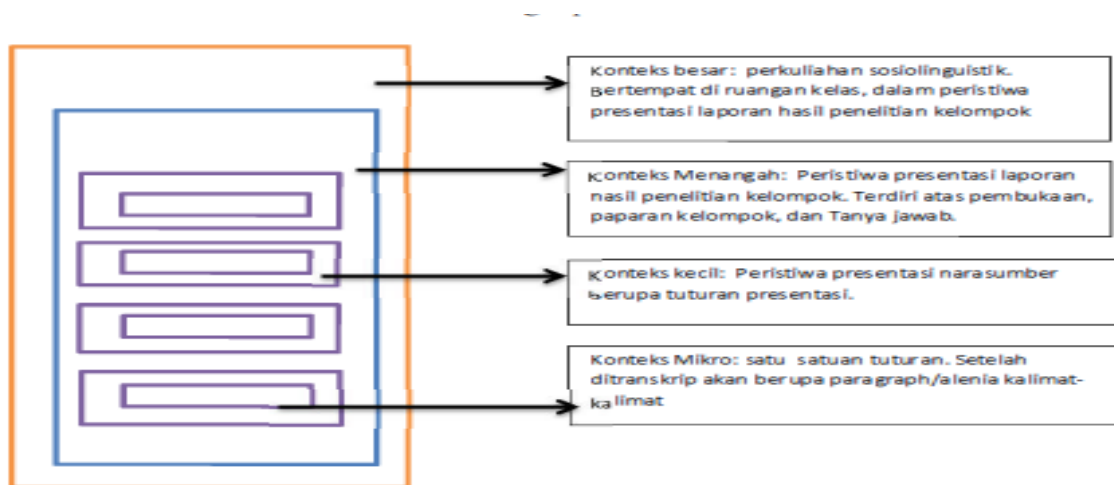 Konteks besar: perkuliahan sosiolinguistik.
Bertempat di ruangan kelas, dalam peristiwa
presentasi laporan hasil penelitian kelompok
Konteks Menangah: Peristiwa presentasi laporan
hasil penelitian kelompok. Terdiri atas pembukaan,
paparan kelompok, dan Tanya jawab.
Konteks kecil: Peristiwa presentasi narasumber
berupa tuturan presentasi.
Konteks Mikro: satu satuan tuturan. Setelah
ditranskrip akan berupa paragraph/alenia kalimat-
kalimat